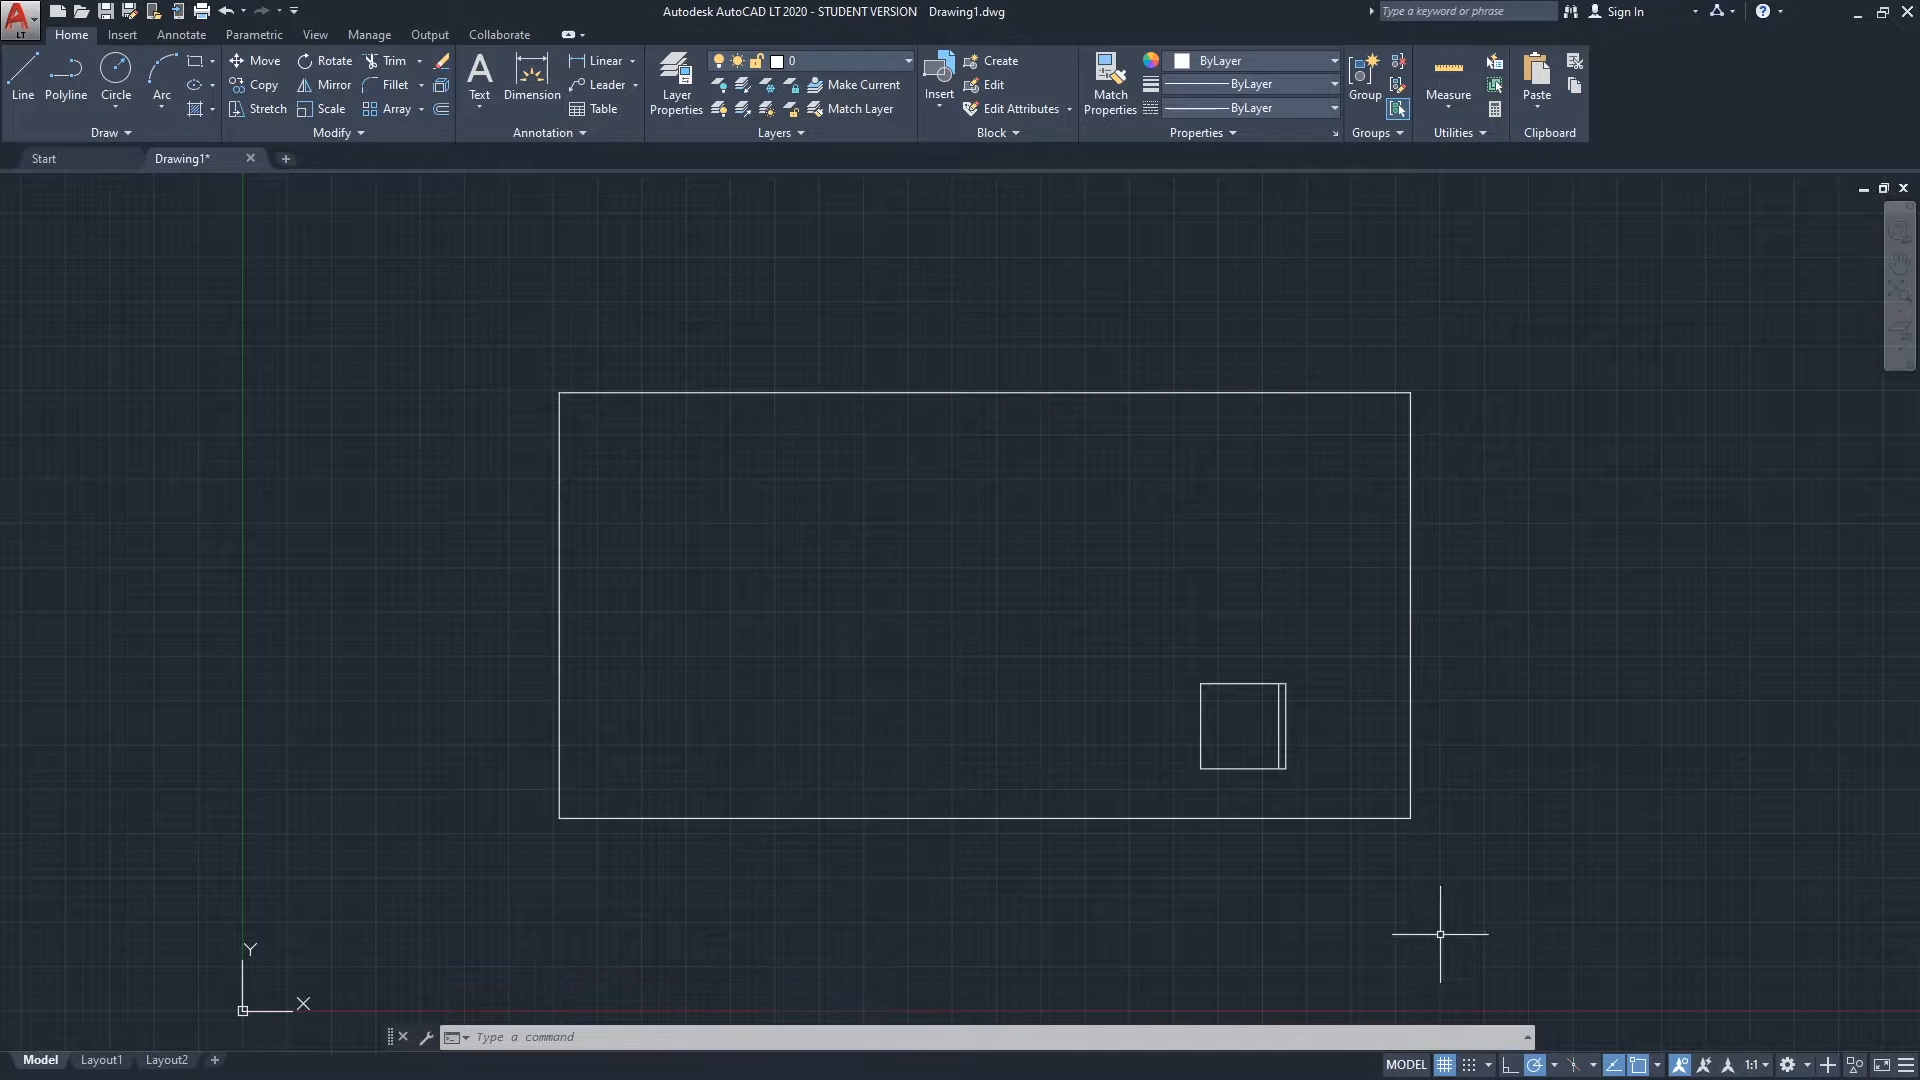 LT
Autodesk AutoCAD LT 2020 - STUDENT VERSION Drawing1.dwg
Type a keyword or phrase
Sign In
Home Insert Annotate Parametric View Manage Output Collaborate
Line
Polyline
Circle
Arc
Draw
Move Rotate Trim
Copy Mirror Fillet
Stretch Scale Array
Modify
Text
Dimension
Linear
Leader
Table
Annotation
Layer
Properties
0
Make Current
Match Layer
Layers
Insert
Create
Edit
Edit Attributes
Block
Match
Properties
ByLayer
ByLayer
ByLayer
Properties
Group
Groups
Measure
Utilities
Paste
Clipboard
Start Drawing1*
Y
X
Type a command
Model Layout1 Layout2
MODEL 1:1